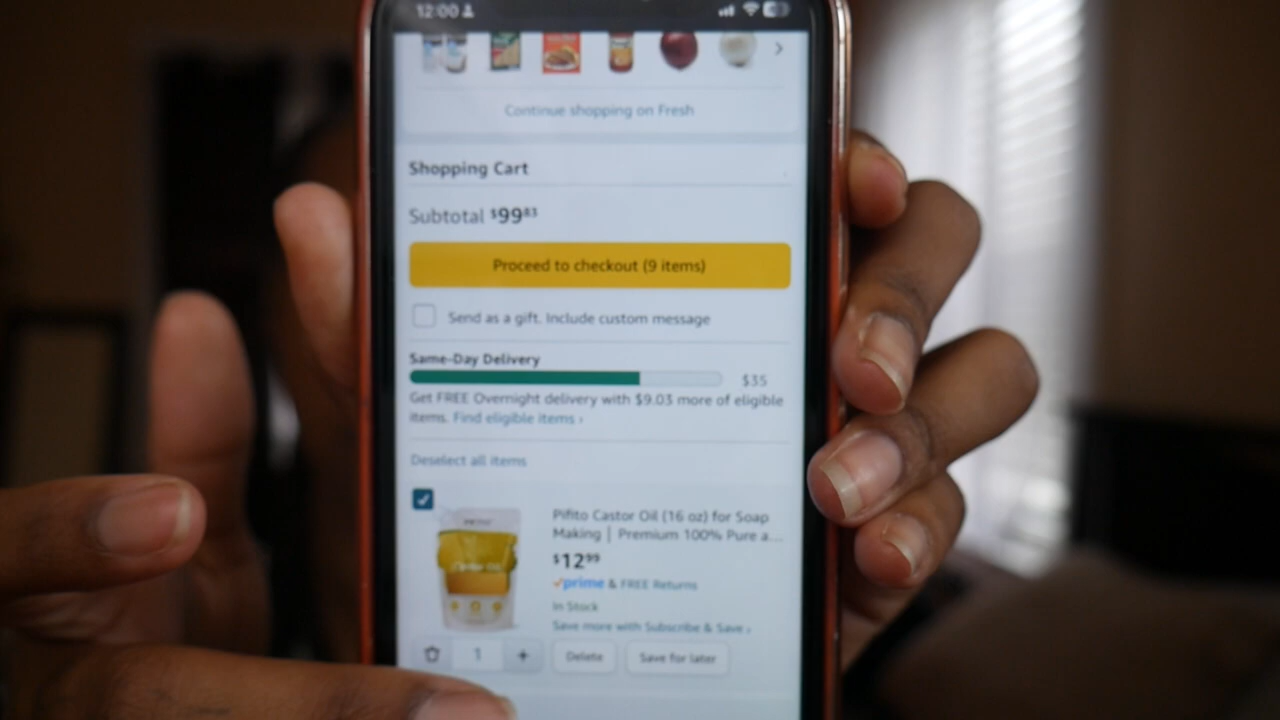 12:00
Continue shopping on Fresh
Shopping Cart
Subtotal $9983
Proceed to checkout (9 items)
Send as a gift. Include custom message
Same-Day Delivery
$35
Get FREE Overnight delivery with $9.03 more of eligible
items. Find eligible items ›
Deselect all items
Pifito Castor Oil (16 oz) for Soap
Making | Premium 100% Pure a...
$1299
prime & FREE Returns
In Stock
Save more with Subscribe & Save ›
Castor Oil
1 + Delete Save for later